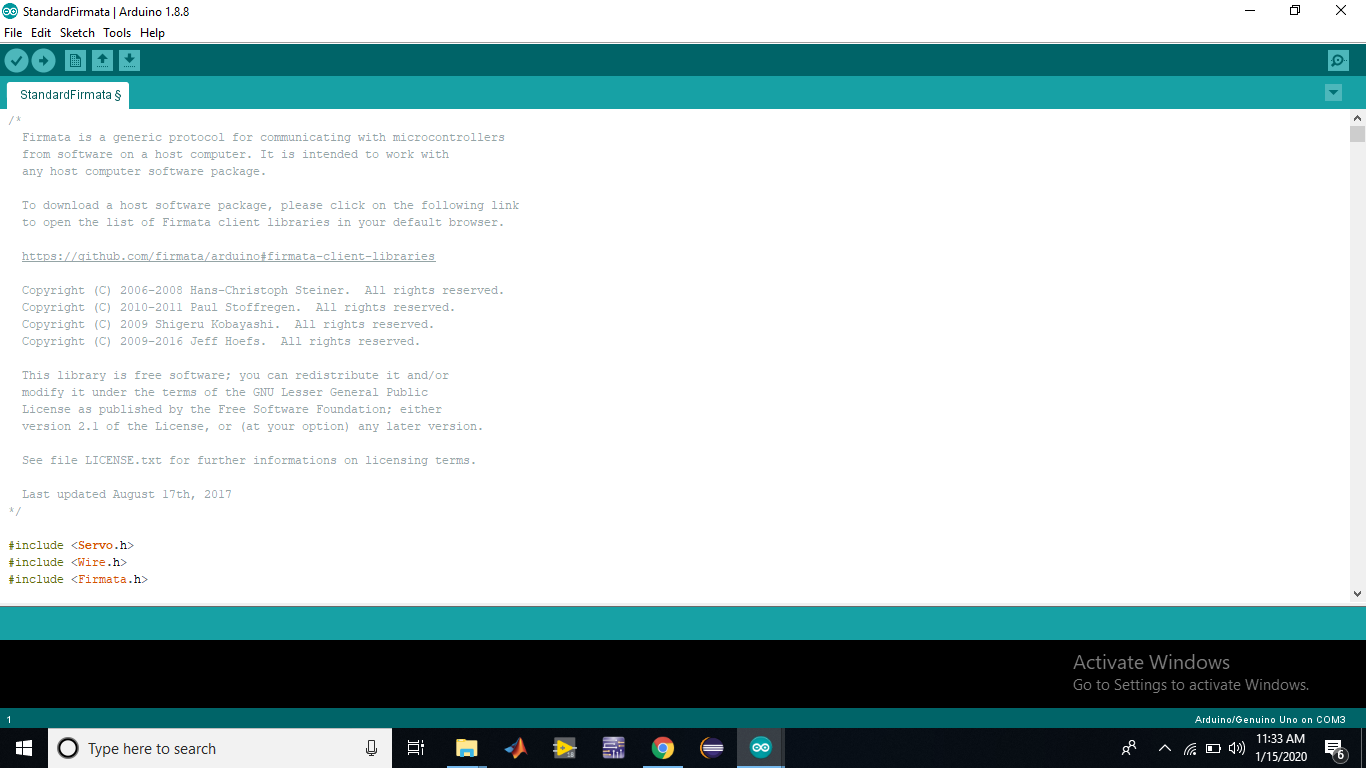 StandardFirmata | Arduino 1.8.8
File Edit Sketch Tools Help
StandardFirmata §
/*
Firmata is a generic protocol for communicating with microcontrollers
from software on a host computer. It is intended to work with
any host computer software package.
To download a host software package, please click on the following link
to open the list of Firmata client libraries in your default browser.
https://github.com/firmata/arduino#firmata-client-libraries
Copyright (C) 2006-2008 Hans-Christoph Steiner.  All rights reserved.
Copyright (C) 2010-2011 Paul Stoffregen.  All rights reserved.
Copyright (C) 2009 Shigeru Kobayashi.  All rights reserved.
Copyright (C) 2009-2016 Jeff Hoefs.  All rights reserved.
This library is free software; you can redistribute it and/or
modify it under the terms of the GNU Lesser General Public
License as published by the Free Software Foundation; either
version 2.1 of the License, or (at your option) any later version.
See file LICENSE.txt for further informations on licensing terms.
Last updated August 17th, 2017
*/
#include <Servo.h>
#include <Wire.h>
#include <Firmata.h>
Activate Windows
Go to Settings to activate Windows.
1
Arduino/Genuino Uno on COM3
Type here to search
11:33 AM
1/15/2020
6